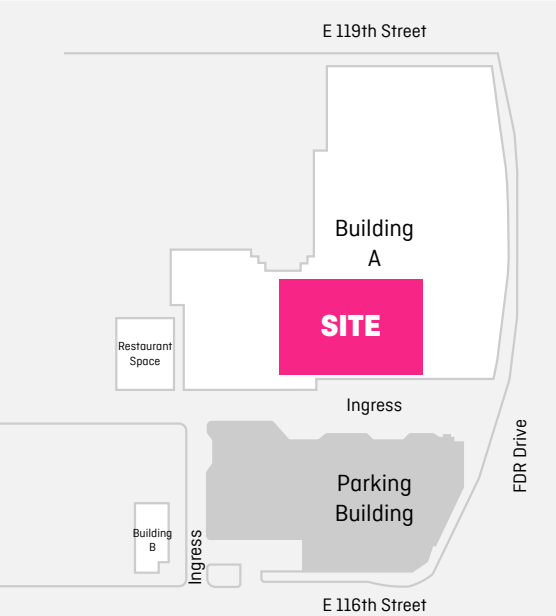 E 119th Street
Building
A
SITE
Restaurant
Space
Ingress
FDR Drive
Parking
Building
Building
B
Ingress
E 116th Street